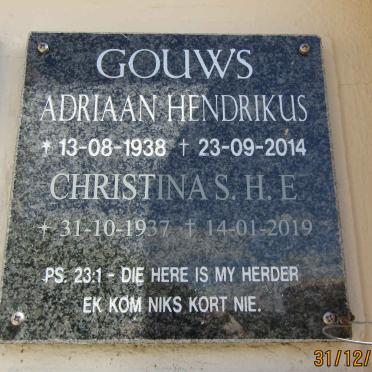 GOUWS
ADRIAAN HENDRIKUS
* 13-08-1938 † 23-09-2014
CHRISTINA S. H. E
* 31-10-1937 † 14-01-2019
PS. 23:1 - DIE HERE IS MY HERDER
EK KOM NIKS KORT NIE.
31/12/